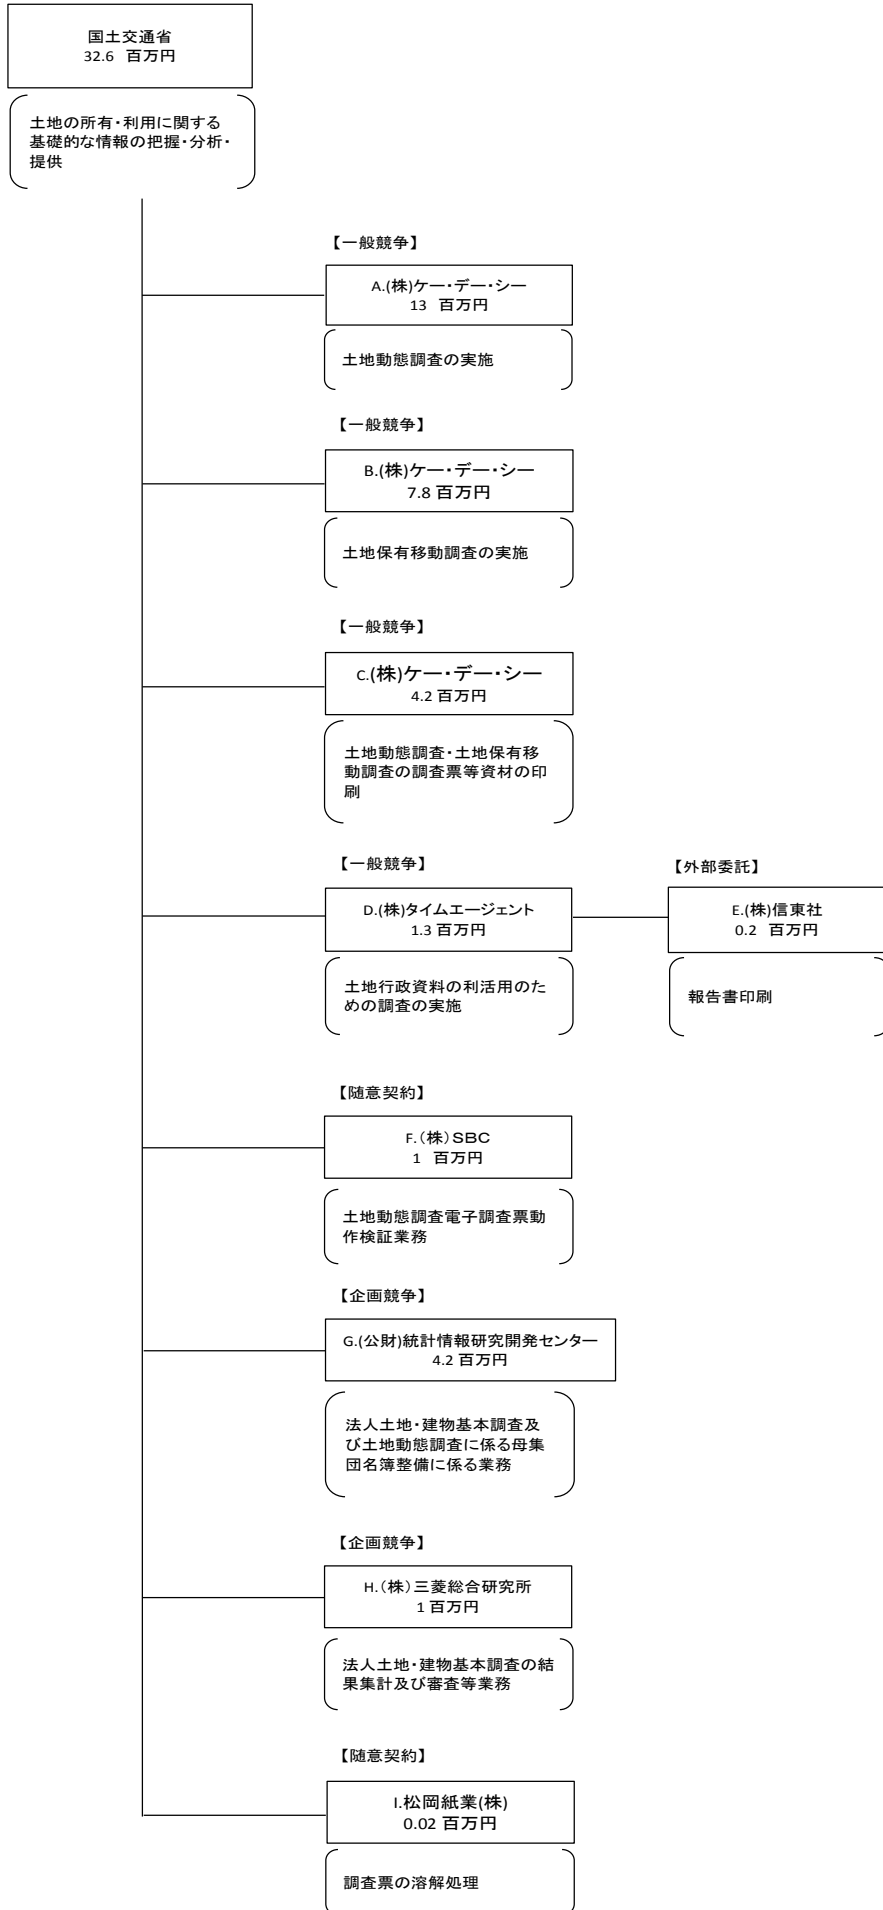 国土交通省
32.6 百万円
土地の所有・利用に関する
基礎的な情報の把握・分析・
提供
【一般競争】
A.(株)ケー・デー・シー
13 百万円
土地動態調査の実施
【一般競争】
B.(株)ケー・デー・シー
7.8 百万円
土地保有移動調査の実施
【一般競争】
C.(株)ケー・デー・シー
4.2 百万円
土地動態調査・土地保有移
動調査の調査票等資材の印
刷
【一般競争】
D.(株)タイムエージェント
1.3 百万円
土地行政資料の利活用のた
めの調査の実施
【外部委託】
E.(株)信東社
0.2 百万円
報告書印刷
【随意契約】
F.（株）SBC
1 百万円
土地動態調査電子調査票動
作検証業務
【企画競争】
G.(公財)統計情報研究開発センター
4.2 百万円
法人土地・建物基本調査及
び土地動態調査に係る母集
団名簿整備に係る業務
【企画競争】
H.（株）三菱総合研究所
1 百万円
法人土地・建物基本調査の結
果集計及び審査等業務
【随意契約】
I.松岡紙業(株)
0.02 百万円
調査票の溶解処理